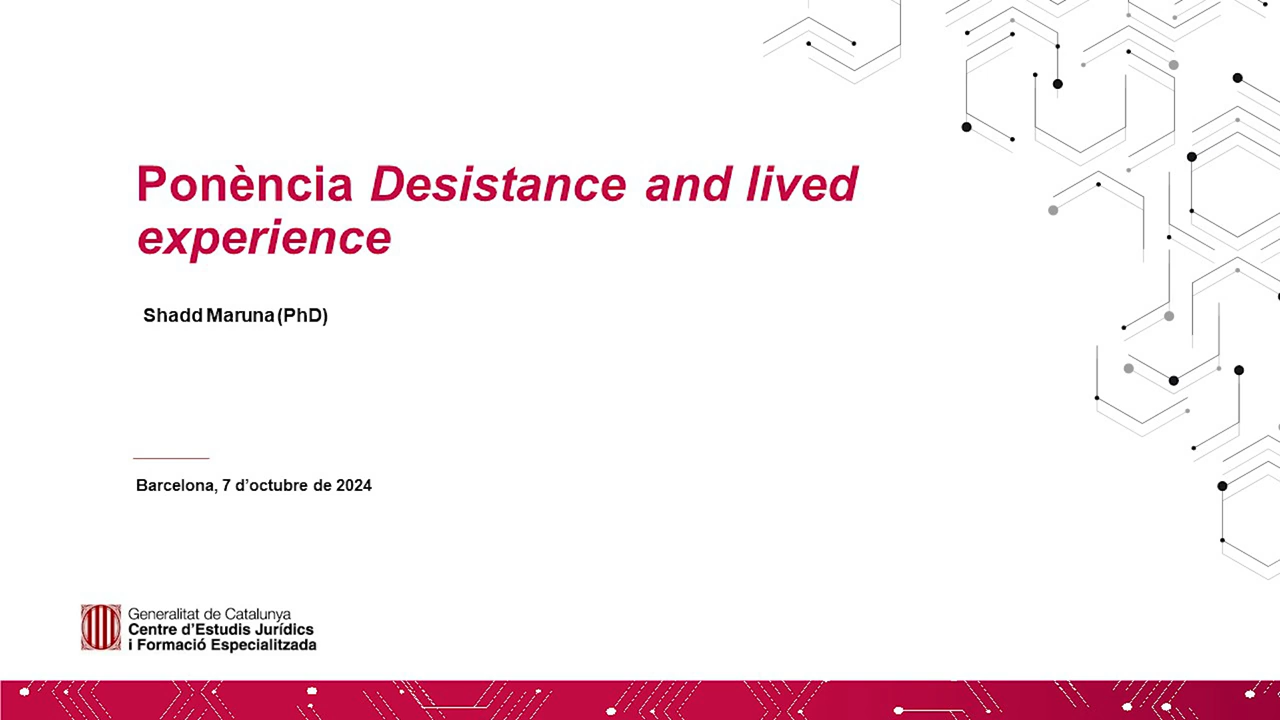 Ponència Desistance and lived
experience
Shadd Maruna (PhD)
Barcelona, 7 d’octubre de 2024
Generalitat de Catalunya
Centre d’Estudis Jurídics
i Formació Especialitzada